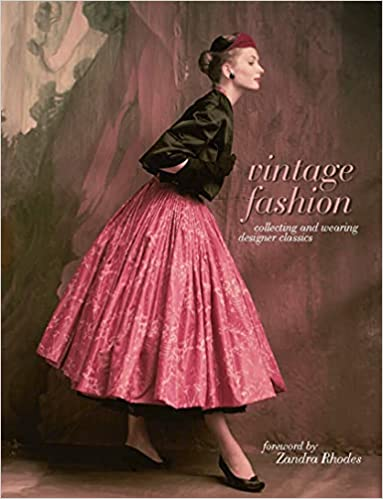 vintage
fashion
collecting and wearing
designer classics
foreword by
Zandra Rhodes